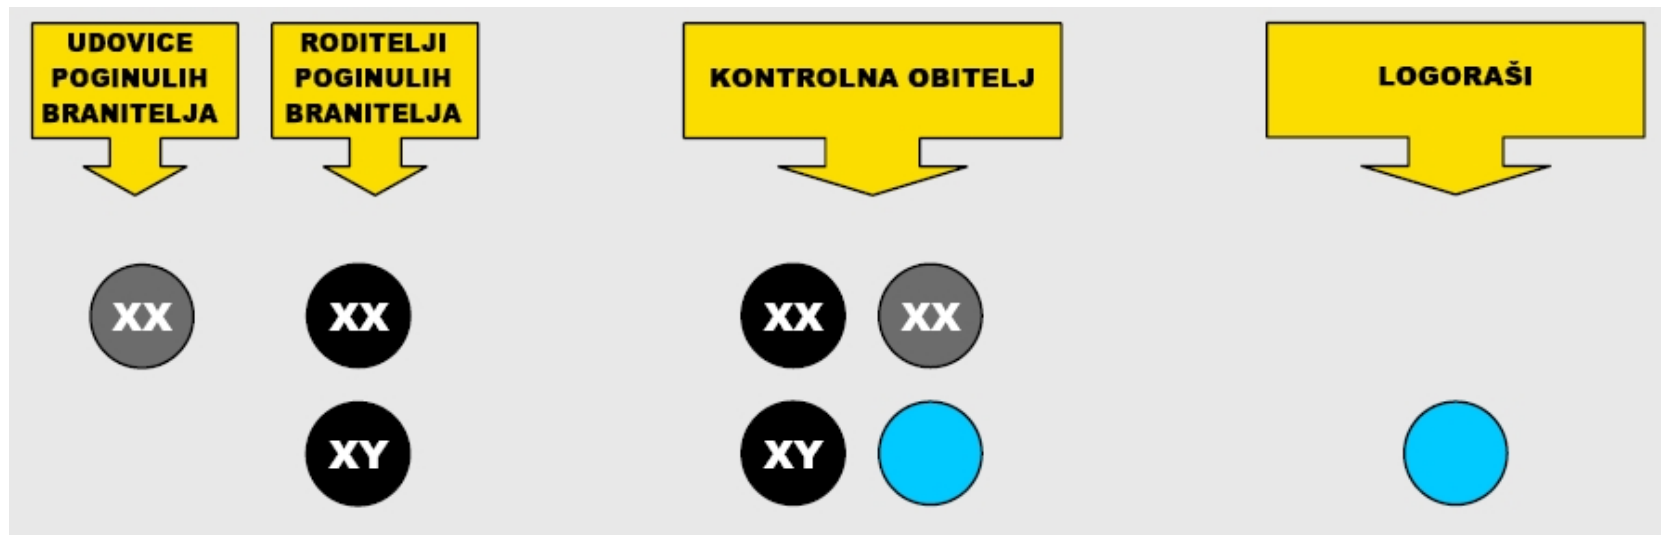 UDOVICE
POGINULIH
BRANITELJA
RODITELJI
POGINULIH
BRANITELJA
KONTROLNA OBITELJ
LOGORAŠI
XX
XX
XX
XX
XY
XY